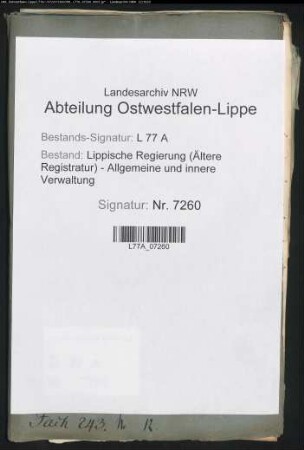 Landesarchiv NRW
Abteilung Ostwestfalen-Lippe
Bestands-Signatur: L 77 A
Bestand: Lippische Regierung (Ältere
Registratur) - Allgemeine und innere
Verwaltung
Signatur: Nr. 7260
L77A_07260
Fach 243. N 12.